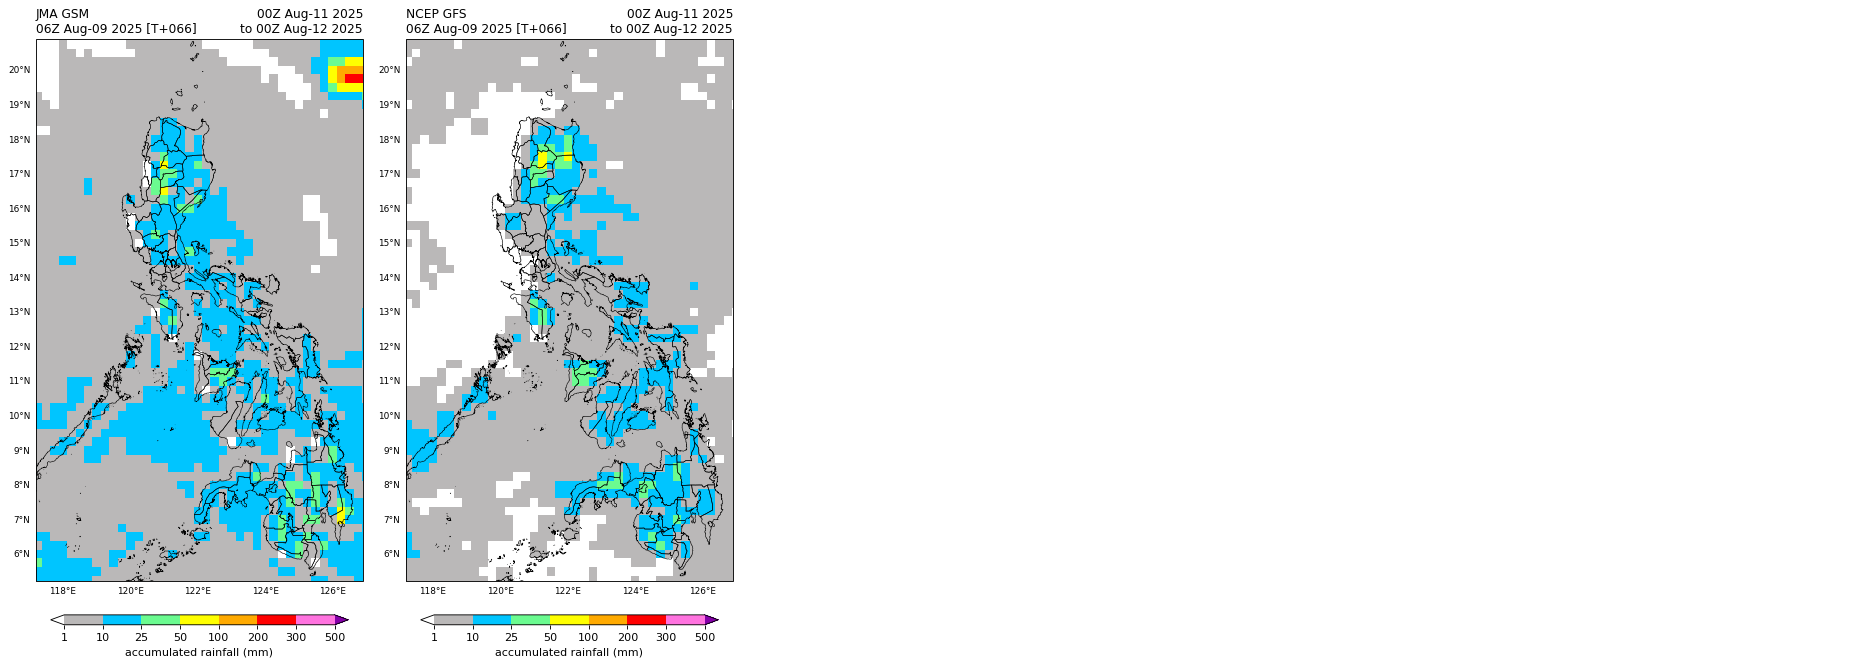 JMA GSM 00Z Aug-11 2025
06Z Aug-09 2025 [T+066] to 00Z Aug-12 2025
20°N
19°N
18°N
17°N
16°N
15°N
14°N
13°N
12°N
11°N
10°N
9°N
8°N
7°N
6°N
118°E 120°E 122°E 124°E 126°E
1 10 25 50 100 200 300 500
accumulated rainfall (mm)
NCEP GFS 00Z Aug-11 2025
06Z Aug-09 2025 [T+066] to 00Z Aug-12 2025
20°N
19°N
18°N
17°N
16°N
15°N
14°N
13°N
12°N
11°N
10°N
9°N
8°N
7°N
6°N
118°E 120°E 122°E 124°E 126°E
1 10 25 50 100 200 300 500
accumulated rainfall (mm)